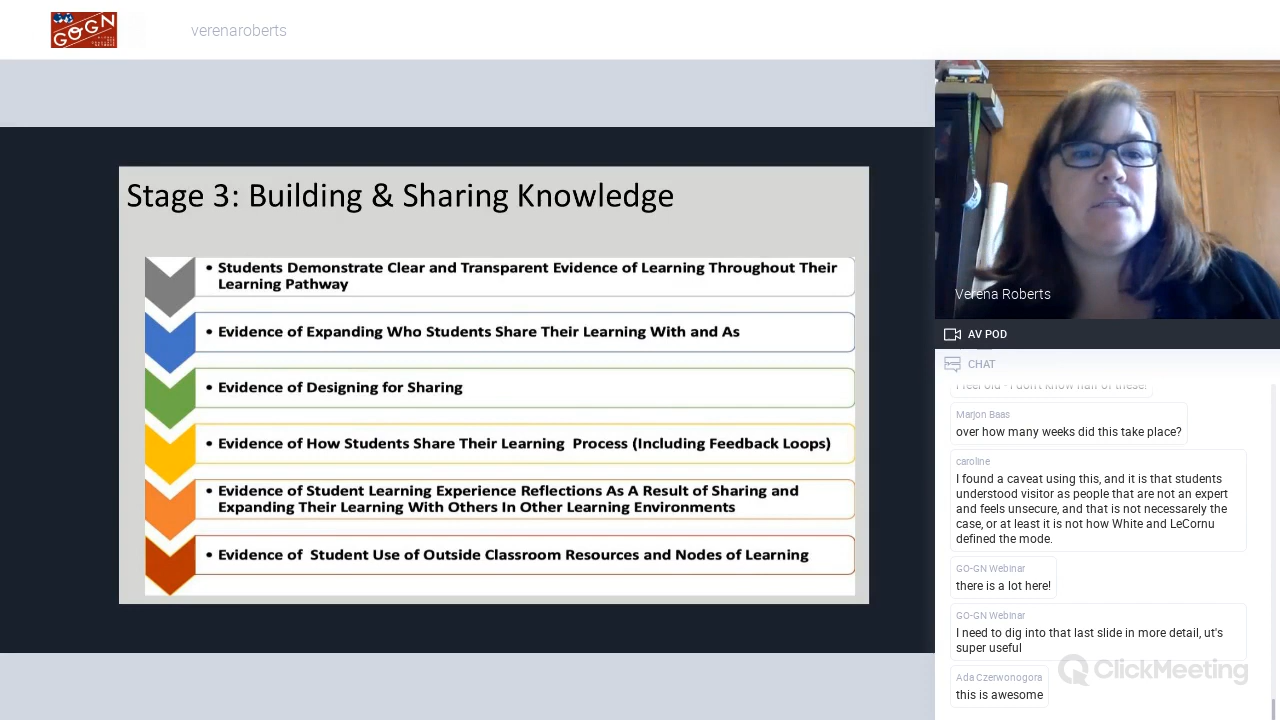 GOGN
verenaroberts
Stage 3: Building & Sharing Knowledge
• Students Demonstrate Clear and Transparent Evidence of Learning Throughout Their
Learning Pathway
• Evidence of Expanding Who Students Share Their Learning With and As
• Evidence of Designing for Sharing
• Evidence of How Students Share Their Learning Process (Including Feedback Loops)
• Evidence of Student Learning Experience Reflections As A Result of Sharing and
Expanding Their Learning With Others In Other Learning Environments
• Evidence of Student Use of Outside Classroom Resources and Nodes of Learning
Verena Roberts
AV POD
CHAT
I feel old - I don't know half of these!
Marjon Baas
over how many weeks did this take place?
caroline
I found a caveat using this, and it is that students
understood visitor as people that are not an expert
and feels unsecure, and that is not necessarely the
case, or at least it is not how White and LeCornu
defined the mode.
GO-GN Webinar
there is a lot here!
GO-GN Webinar
I need to dig into that last slide in more detail, ut's
super useful
ClickMeeting
Ada Czerwonogora
this is awesome